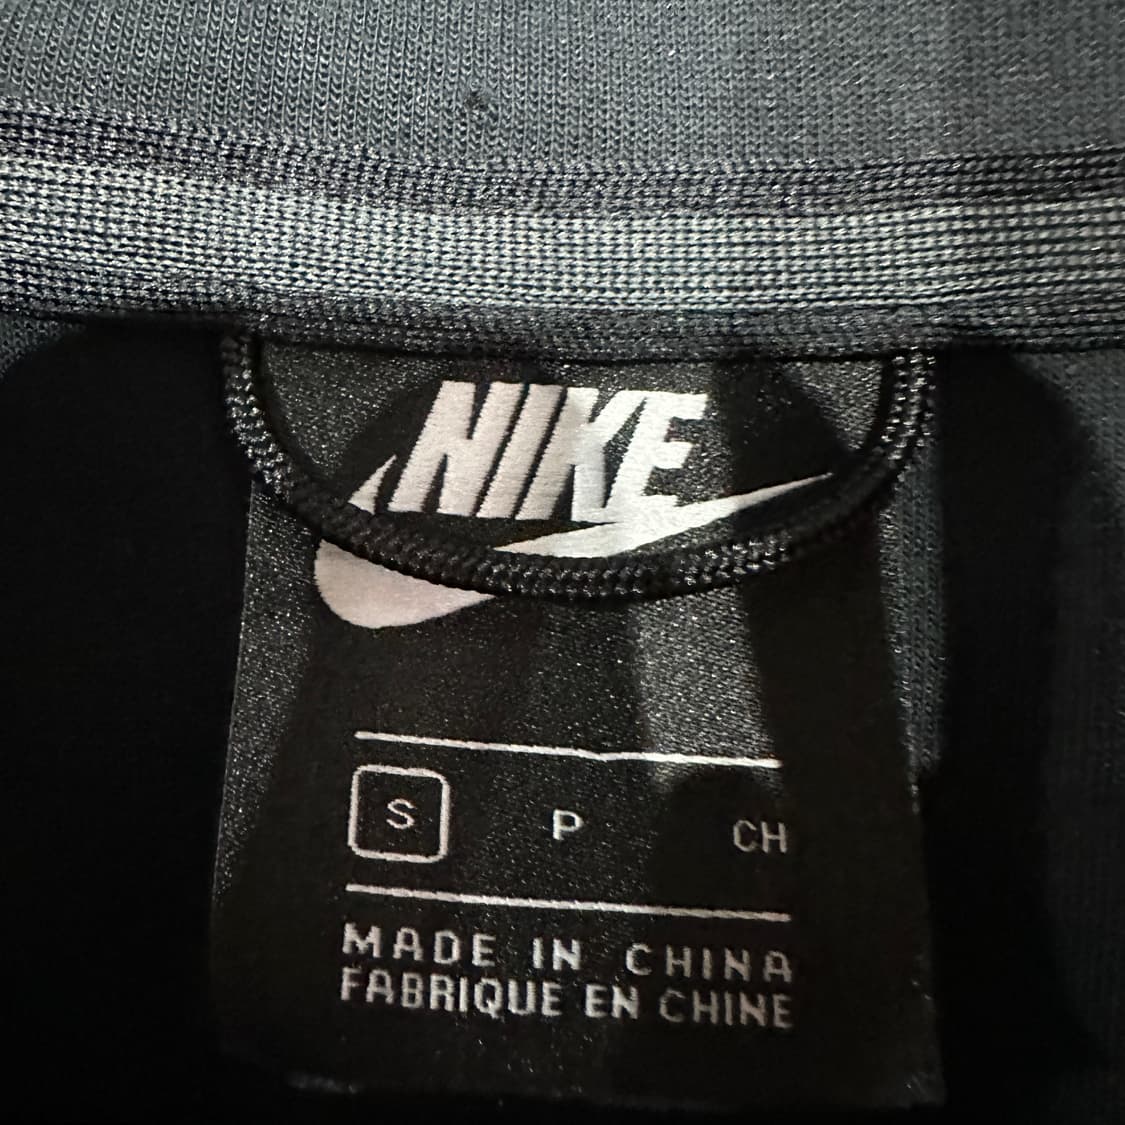 NIKE
S P CH
MADE IN CHINA
FABRIQUE EN CHINE